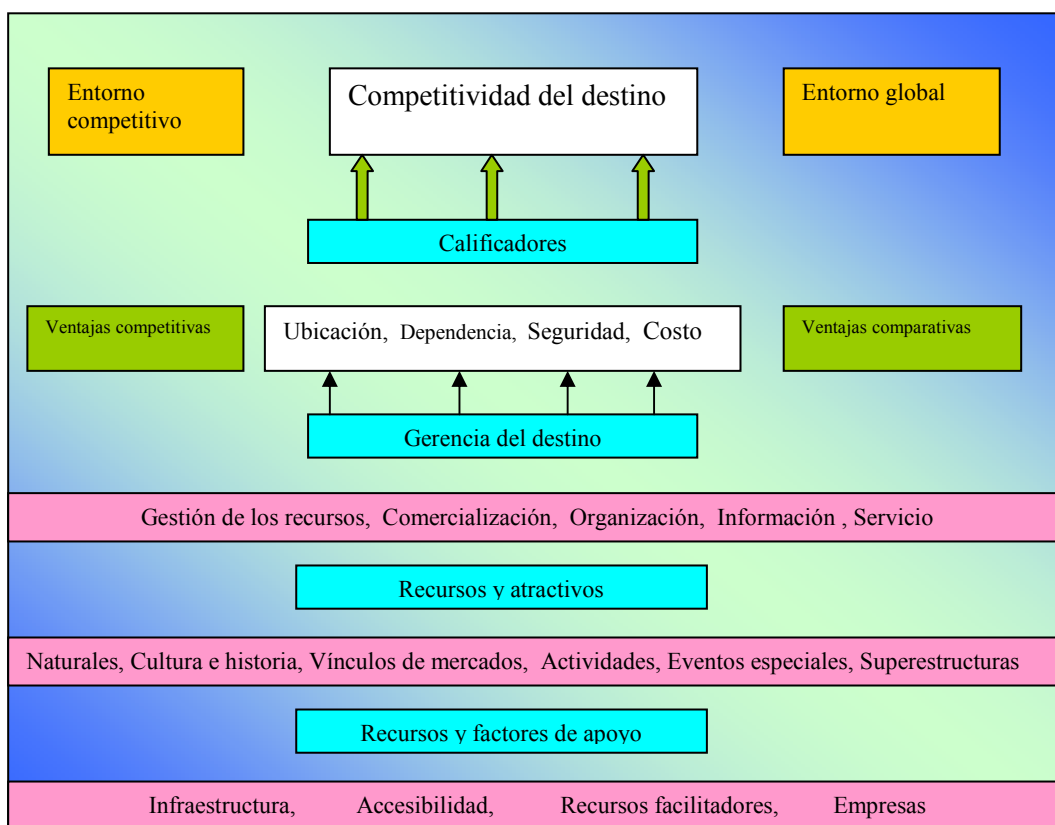 Entorno
competitivo
Competitividad del destino
Entorno global
Calificadores
Ventajas competitivas
Ubicación, Dependencia, Seguridad, Costo
Ventajas comparativas
Gerencia del destino
Gestión de los recursos, Comercialización, Organización, Información , Servicio
Recursos y atractivos
Naturales, Cultura e historia, Vínculos de mercados, Actividades, Eventos especiales, Superestructuras
Recursos y factores de apoyo
Infraestructura, Accesibilidad, Recursos facilitadores, Empresas